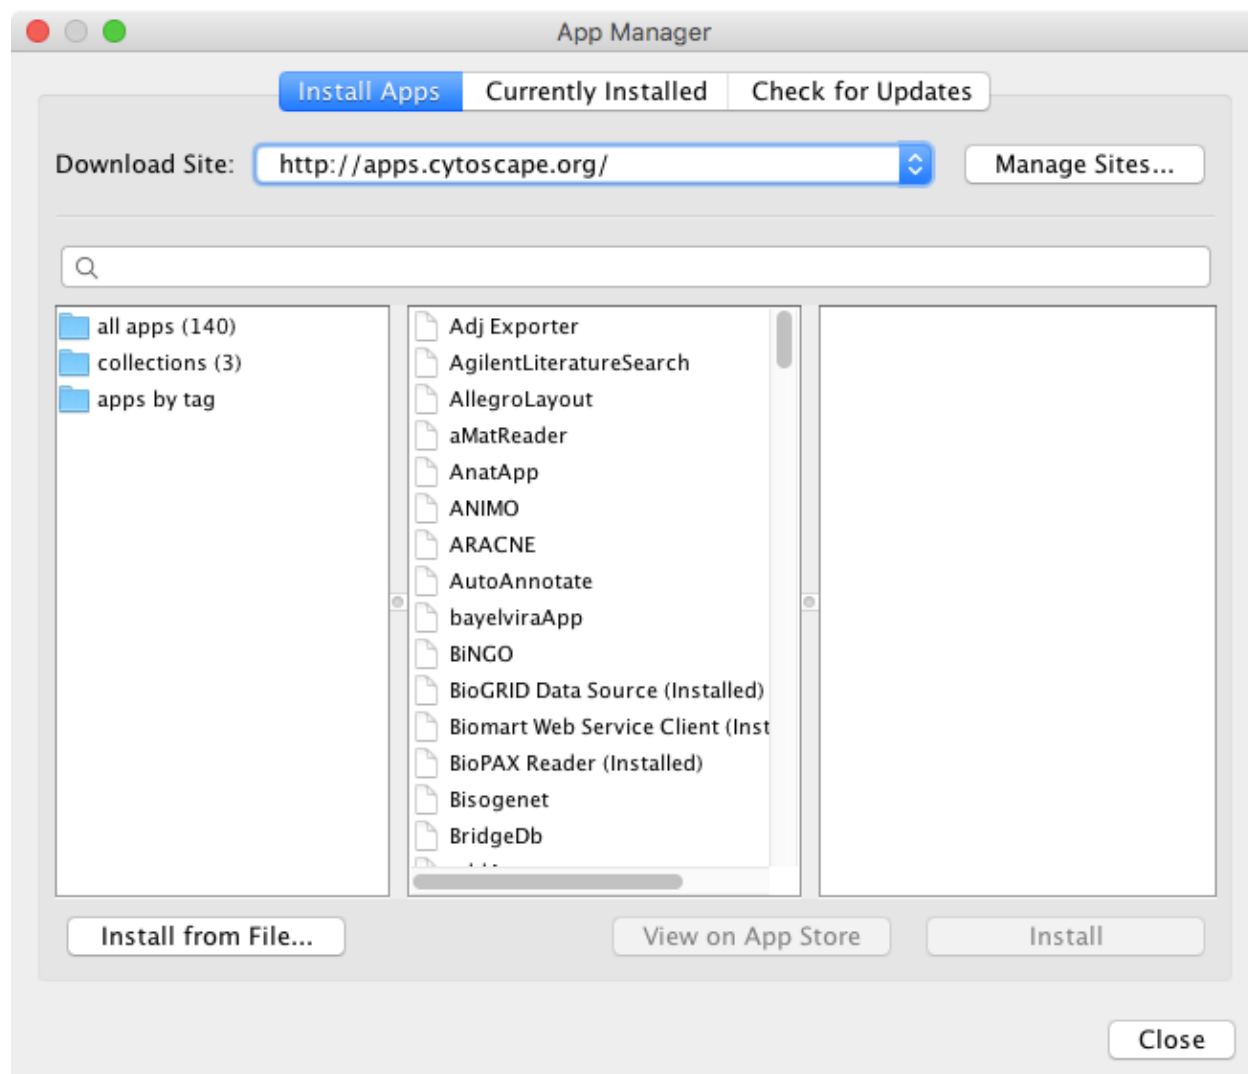 App Manager
Install Apps Currently Installed Check for Updates
Download Site: http://apps.cytoscape.org/ Manage Sites...
all apps (140)
collections (3)
apps by tag
Adj Exporter
AgilentLiteratureSearch
AllegroLayout
aMatReader
AnatApp
ANIMO
ARACNE
AutoAnnotate
bayelviraApp
BiNGO
BioGRID Data Source (Installed)
Biomart Web Service Client (Inst
BioPAX Reader (Installed)
Bisogenet
BridgeDb
Install from File... View on App Store Install
Close